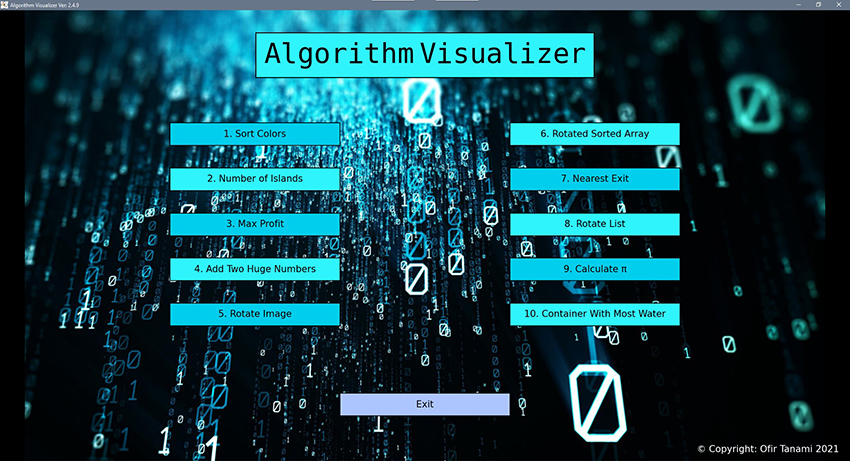 Algorithm Visualizer Ver: 2.4.9
Algorithm Visualizer
1. Sort Colors
2. Number of Islands
3. Max Profit
4. Add Two Huge Numbers
5. Rotate Image
6. Rotated Sorted Array
7. Nearest Exit
8. Rotate List
9. Calculate π
10. Container With Most Water
Exit
© Copyright: Ofir Tanami 2021